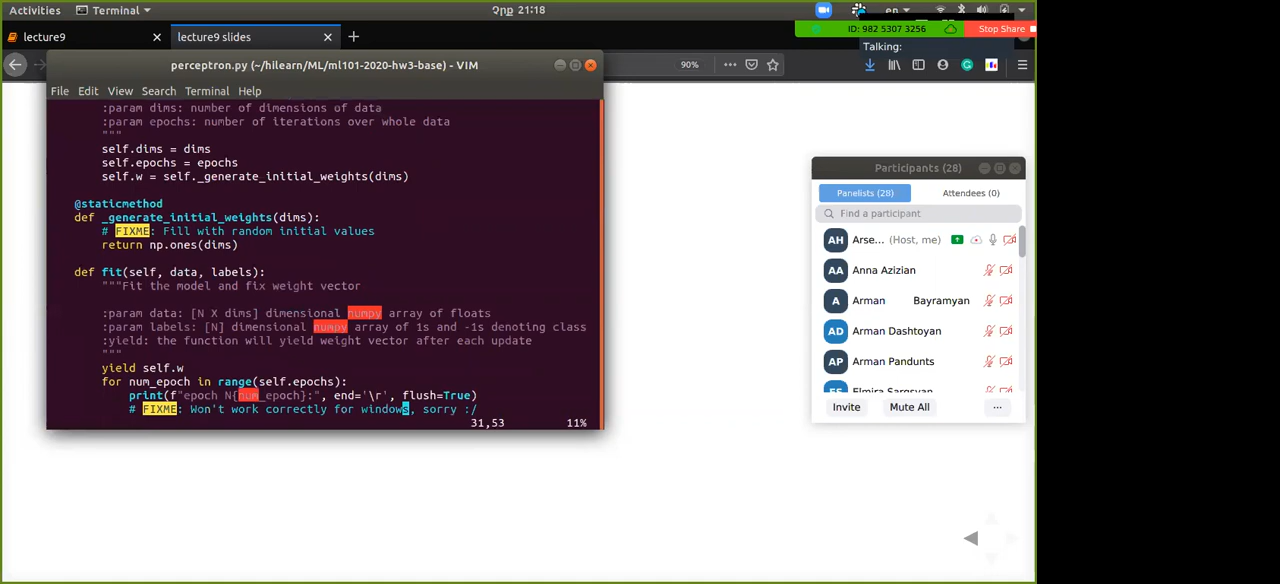 Activities Terminal Չրք 21:18 en
ID: 982 5307 3256 Stop Share
Talking:
lecture9 lecture9 slides
90%
perceptron.py (~/hilearn/ML/ml101-2020-hw3-base) - VIM
File Edit View Search Terminal Help
:param dims: number of dimensions of data
:param epochs: number of iterations over whole data
"""
self.dims = dims
self.epochs = epochs
self.w = self._generate_initial_weights(dims)
@staticmethod
def _generate_initial_weights(dims):
# FIXME: Fill with random initial values
return np.ones(dims)
def fit(self, data, labels):
"""Fit the model and fix weight vector
:param data: [N X dims] dimensional numpy array of floats
:param labels: [N] dimensional numpy array of 1s and -1s denoting class
:yield: the function will yield weight vector after each update
"""
yield self.w
for num_epoch in range(self.epochs):
print(f"epoch N{num_epoch}:", end='\r', flush=True)
# FIXME: Won't work correctly for windows, sorry :/
31,53 11%
Participants (28)
Panelists (28) Attendees (0)
Find a participant
AH Arse... (Host, me)
AA Anna Azizian
A Arman Bayramyan
AD Arman Dashtoyan
AP Arman Pandunts
ES Elmira Sargsyan
Invite Mute All ...